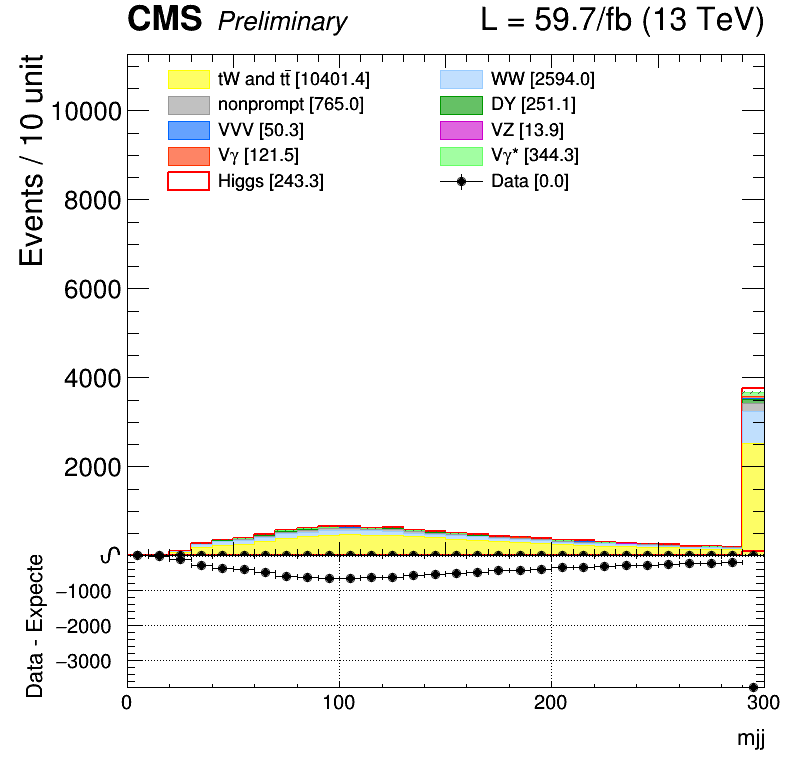 CMS Preliminary L = 59.7/fb (13 TeV)
Events / 10 unit
tW and tt̄ [10401.4]
WW [2594.0]
nonprompt [765.0]
DY [251.1]
VVV [50.3]
VZ [13.9]
Vγ [121.5]
Vγ* [344.3]
Higgs [243.3]
Data [0.0]
10000
8000
6000
4000
2000
0
Data - Expecte
−1000
−2000
−3000
0 100 200 300
mjj